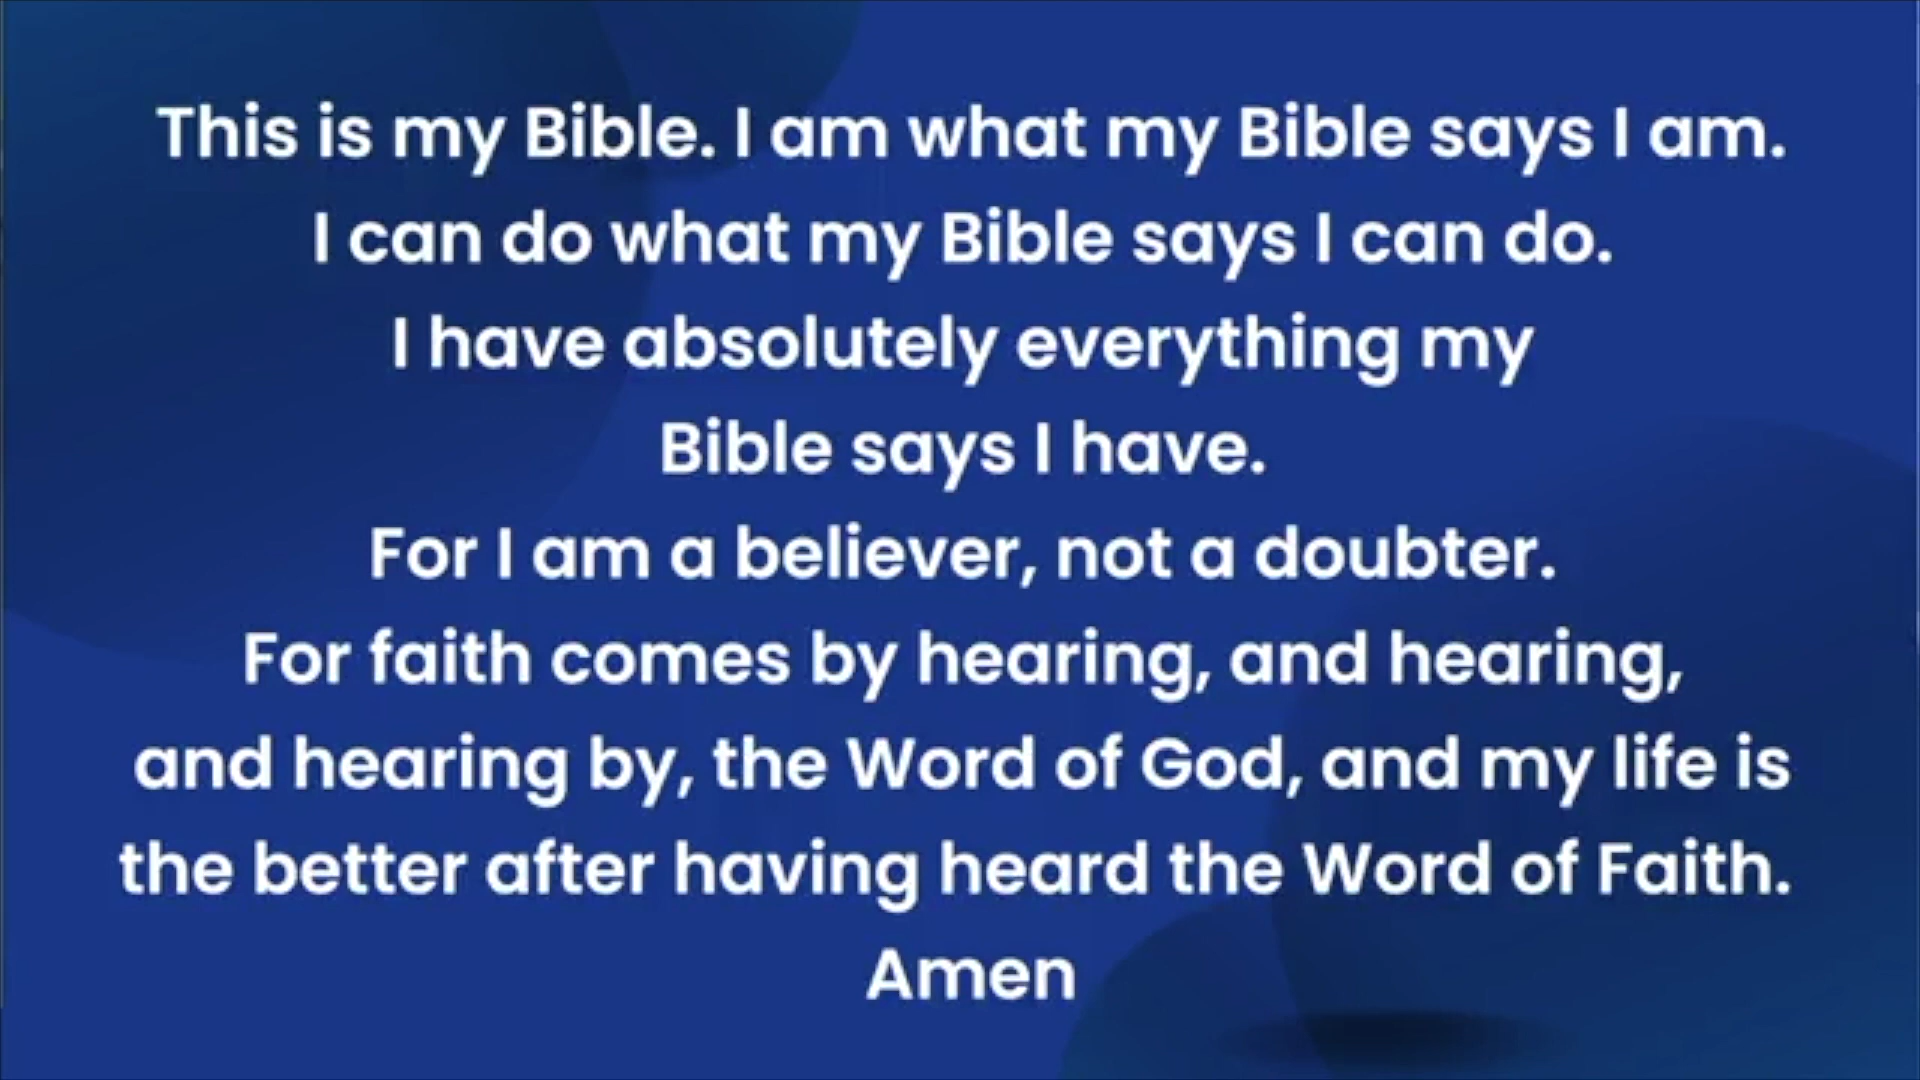 This is my Bible. I am what my Bible says I am.
I can do what my Bible says I can do.
I have absolutely everything my
Bible says I have.
For I am a believer, not a doubter.
For faith comes by hearing, and hearing,
and hearing by, the Word of God, and my life is
the better after having heard the Word of Faith.
Amen